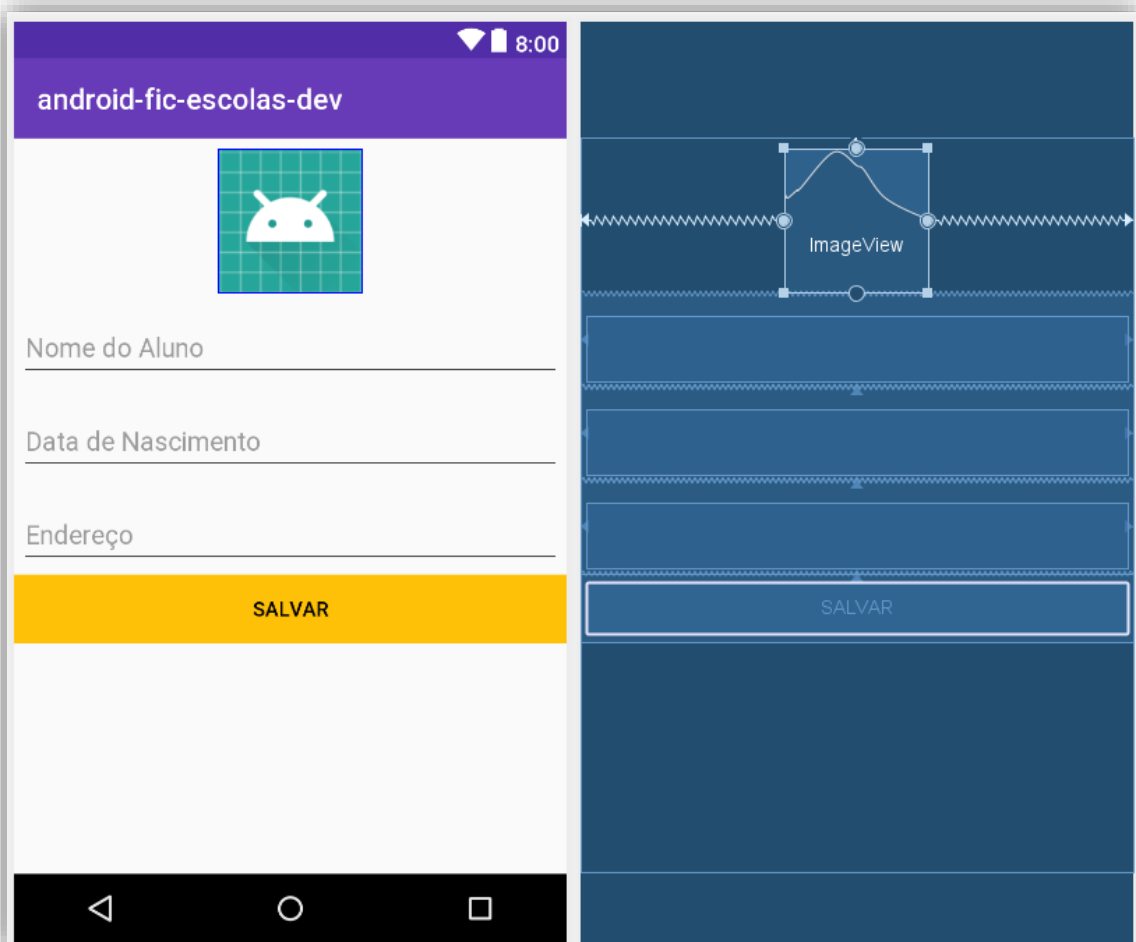 8:00
android-fic-escolas-dev
Nome do Aluno
Data de Nascimento
Endereço
SALVAR
ImageView
SALVAR